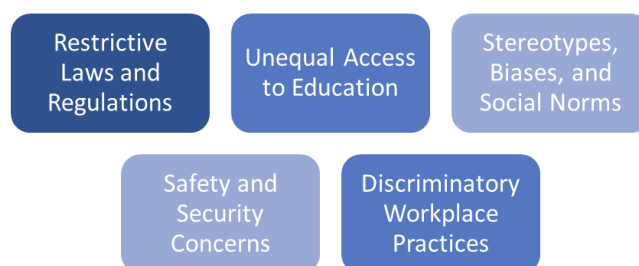 Restrictive
Laws and
Regulations
Unequal Access
to Education
Stereotypes,
Biases, and
Social Norms
Safety and
Security
Concerns
Discriminatory
Workplace
Practices